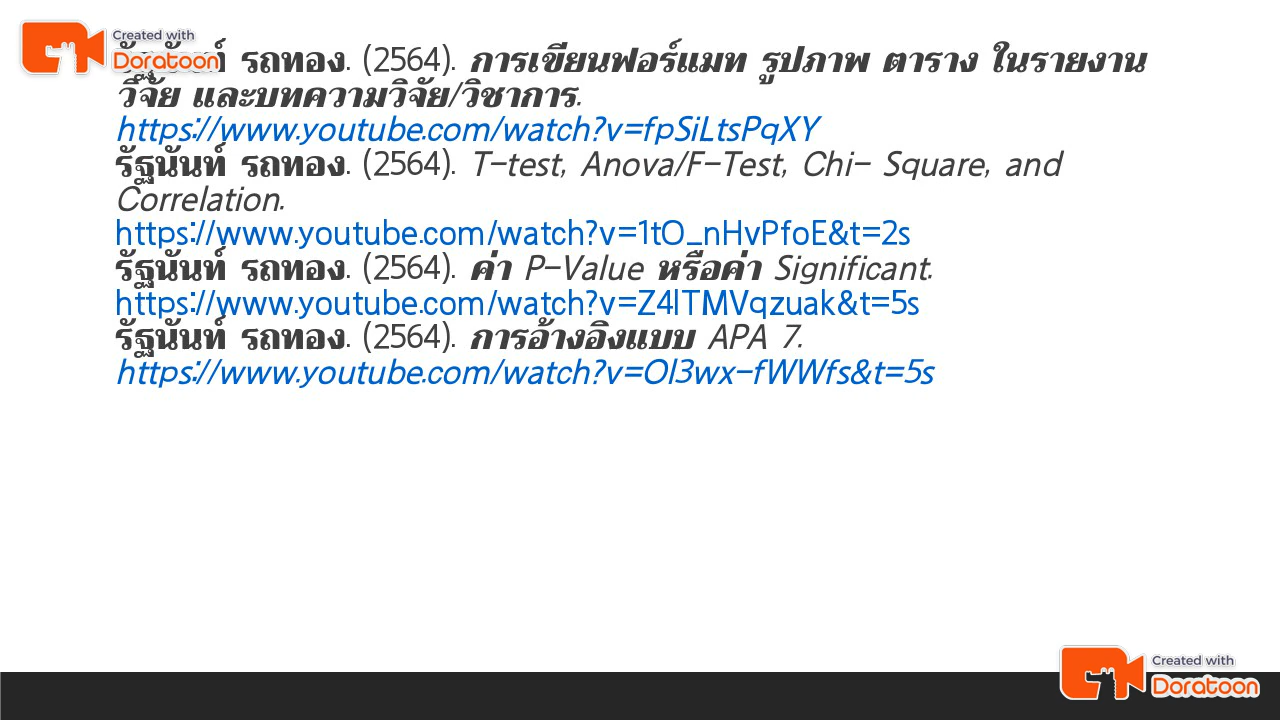 Created with
Doratoon
รัฐนันท์ รถทอง. (2564). การเขียนฟอร์แมท รูปภาพ ตาราง ในรายงาน
วิจัย และบทความวิจัย/วิชาการ.
https://www.youtube.com/watch?v=fpSiLtsPqXY
รัฐนันท์ รถทอง. (2564). T-test, Anova/F-Test, Chi- Square, and
Correlation.
https://www.youtube.com/watch?v=1tO_nHvPfoE&t=2s
รัฐนันท์ รถทอง. (2564). ค่า P-Value หรือค่า Significant.
https://www.youtube.com/watch?v=Z4lTMVqzuak&t=5s
รัฐนันท์ รถทอง. (2564). การอ้างอิงแบบ APA 7.
https://www.youtube.com/watch?v=Ol3wx-fWWfs&t=5s
Created with
Doratoon